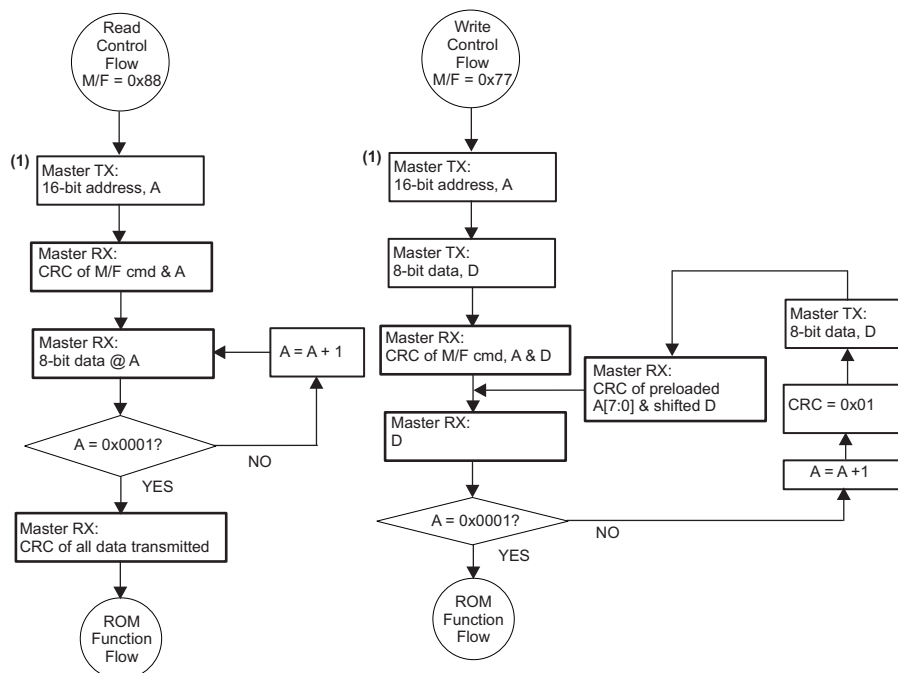 Read
Control
Flow
M/F = 0x88
(1)
Master TX:
16-bit address, A
Master RX:
CRC of M/F cmd & A
Master RX:
8-bit data @ A
A = A + 1
A = 0x0001?
NO
YES
Master RX:
CRC of all data transmitted
ROM
Function
Flow
Write
Control
Flow
M/F = 0x77
(1)
Master TX:
16-bit address, A
Master TX:
8-bit data, D
Master RX:
CRC of M/F cmd, A & D
Master RX:
D
A = 0x0001?
NO
YES
ROM
Function
Flow
A = A +1
CRC = 0x01
Master TX:
8-bit data, D
Master RX:
CRC of preloaded
A[7:0] & shifted D